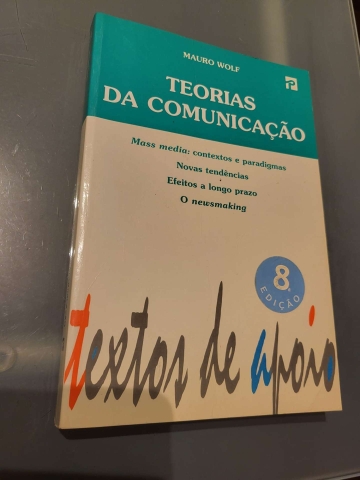 MAURO WOLF
TEORIAS
DA COMUNICAÇÃO
Mass media: contextos e paradigmas
Novas tendências
Efeitos a longo prazo
O newsmaking
8.
EDIÇÃO
textos de apoio